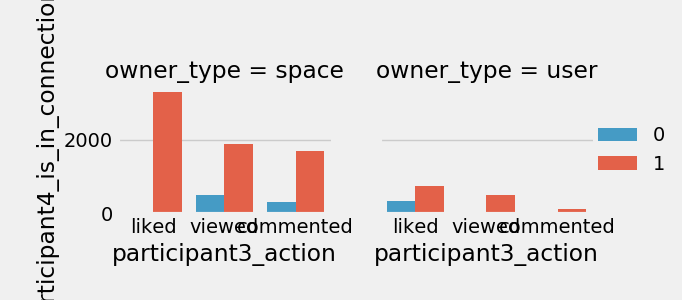 owner_type = space
owner_type = user
2000
0
liked
viewed
commented
liked
viewed
commented
participant3_action
participant3_action
0
1